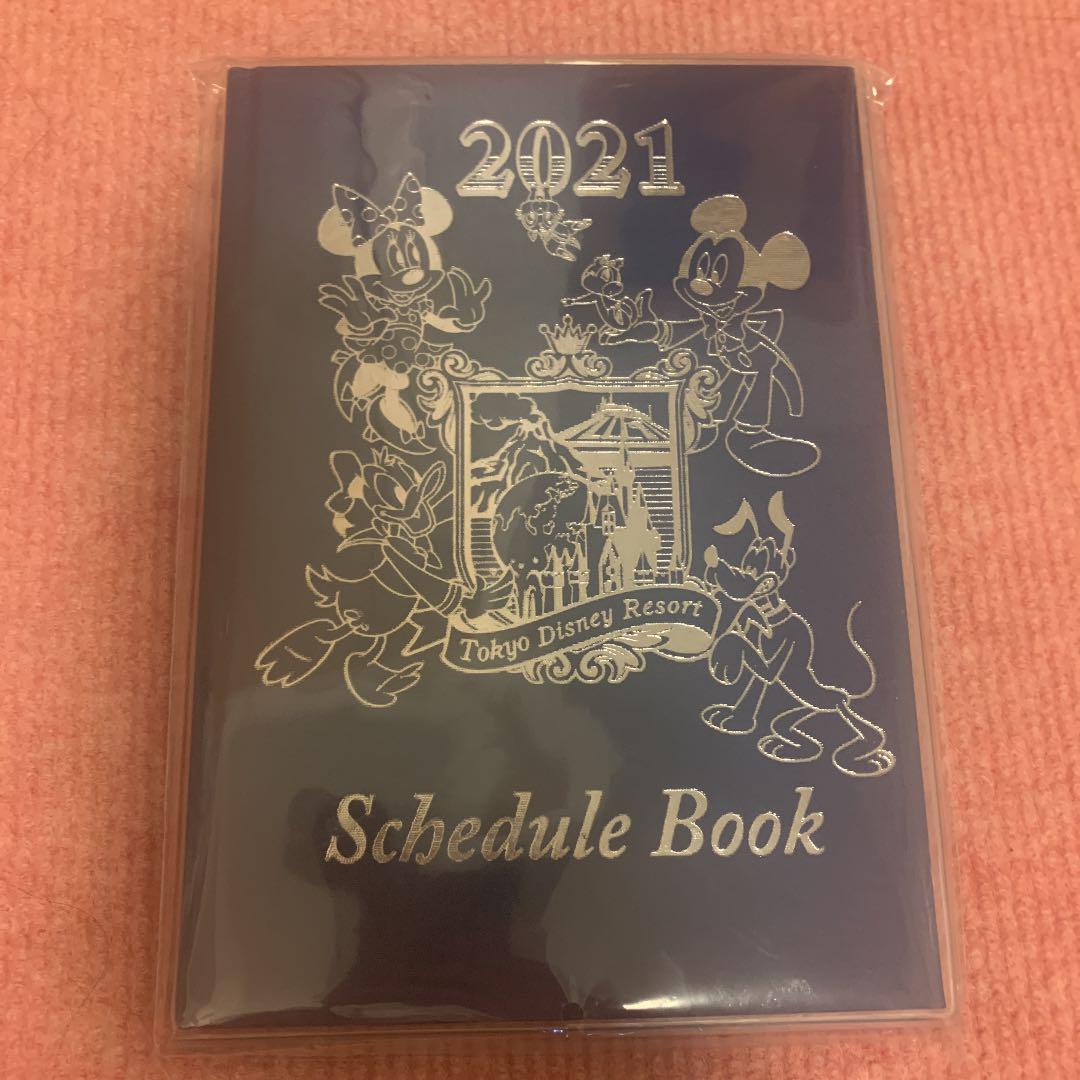 2021
Tokyo Disney Resort
Schedule Book